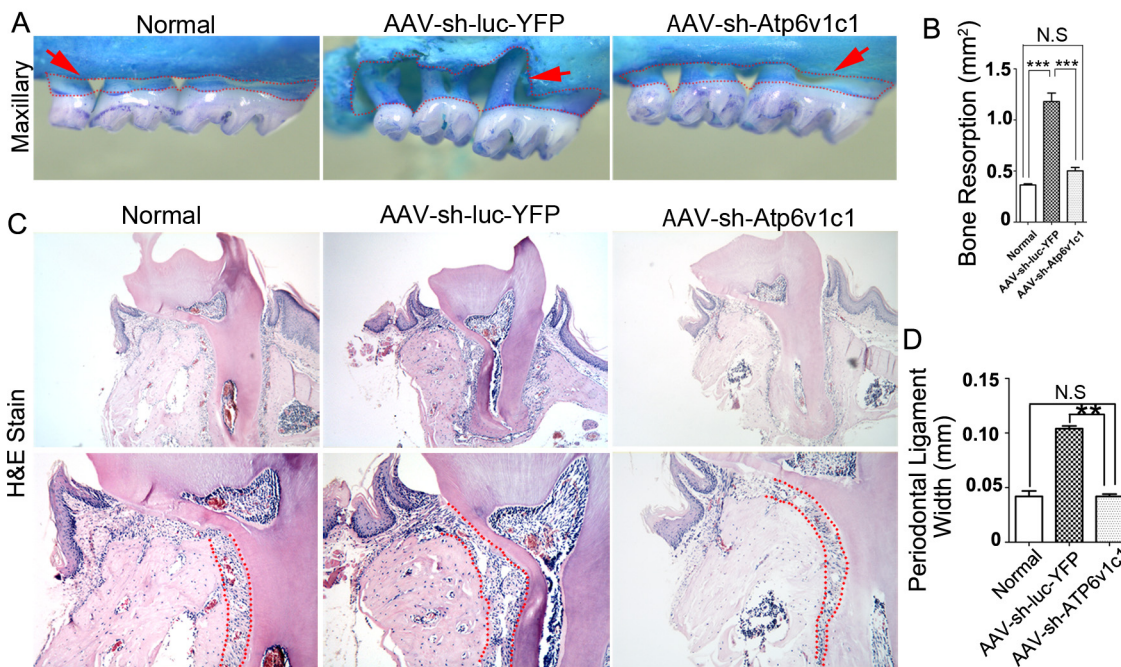 A
Normal
AAV-sh-luc-YFP
AAV-sh-Atp6v1c1
Maxillary
B
Bone Resorption (mm²)
N.S
*** ***
1.5
1.0
0.5
0
Normal
AAV-sh-luc-YFP
AAV-sh-Atp6v1c1
C
Normal
AAV-sh-luc-YFP
AAV-sh-Atp6v1c1
H&E Stain
D
Periodontal Ligament
Width (mm)
N.S
**
0.15
0.10
0.05
0
Normal
AAV-sh-luc-YFP
AAV-sh-ATP6v1c1